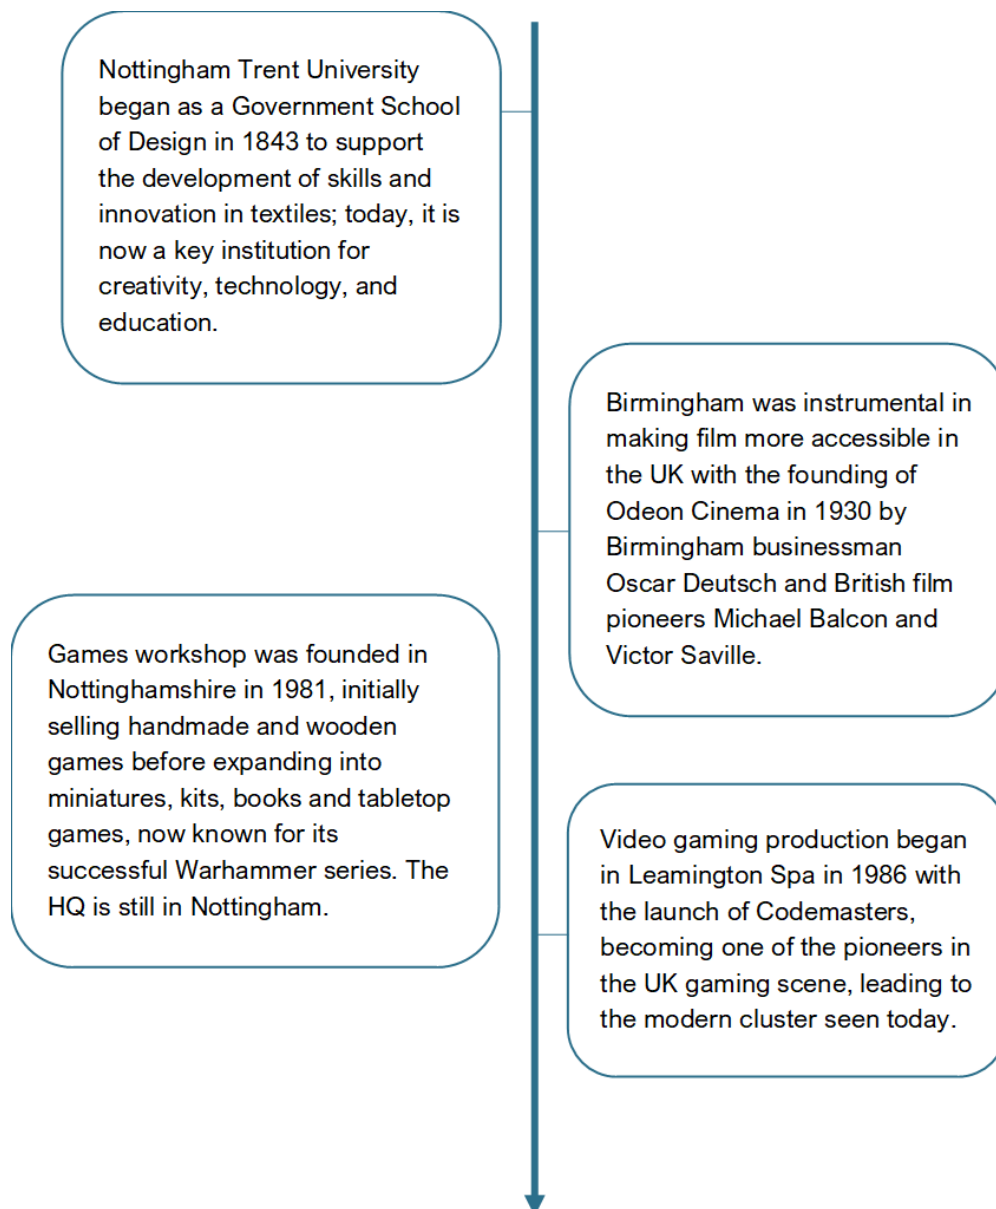 Nottingham Trent University
began as a Government School
of Design in 1843 to support
the development of skills and
innovation in textiles; today, it is
now a key institution for
creativity, technology, and
education.
Birmingham was instrumental in
making film more accessible in
the UK with the founding of
Odeon Cinema in 1930 by
Birmingham businessman
Oscar Deutsch and British film
pioneers Michael Balcon and
Victor Saville.
Games workshop was founded in
Nottinghamshire in 1981, initially
selling handmade and wooden
games before expanding into
miniatures, kits, books and tabletop
games, now known for its
successful Warhammer series. The
HQ is still in Nottingham.
Video gaming production began
in Leamington Spa in 1986 with
the launch of Codemasters,
becoming one of the pioneers in
the UK gaming scene, leading to
the modern cluster seen today.